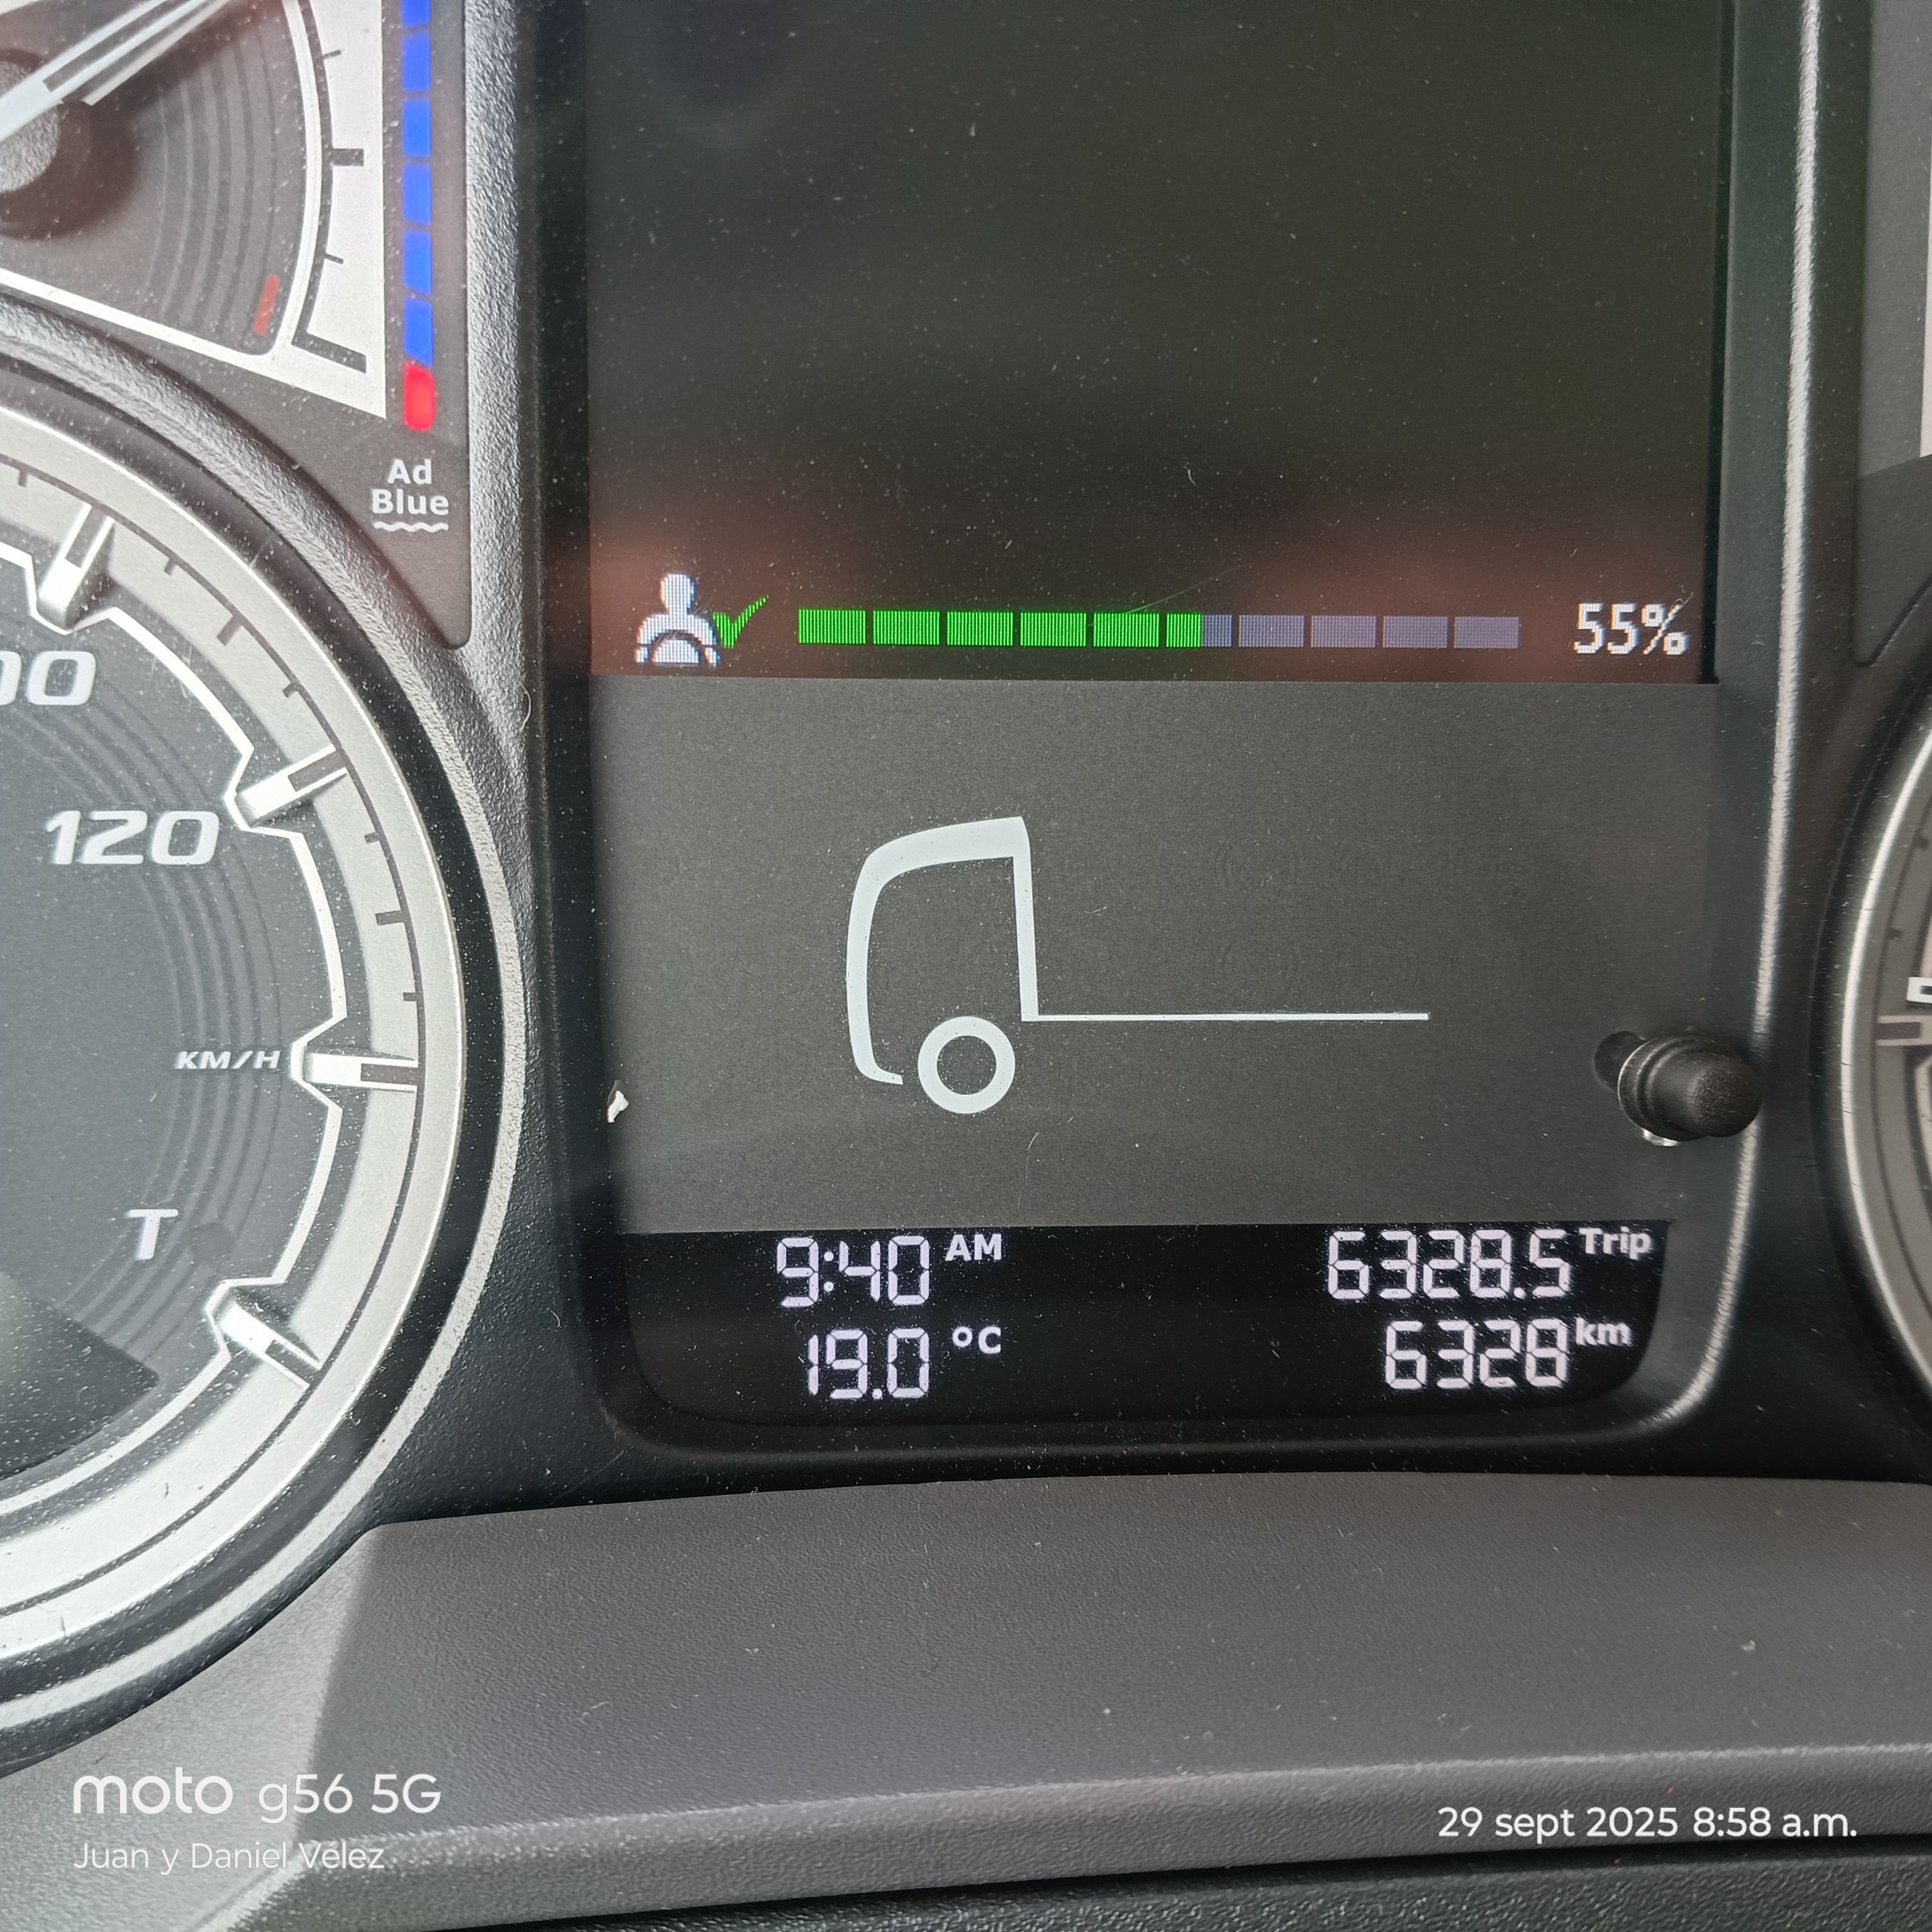 Ad
Blue
55%
120
KM/H
T
9:40 AM
6328.5 Trip
19.0 °C
6328 km
moto g56 5G
Juan y Daniel Vélez
29 sept 2025 8:58 a.m.